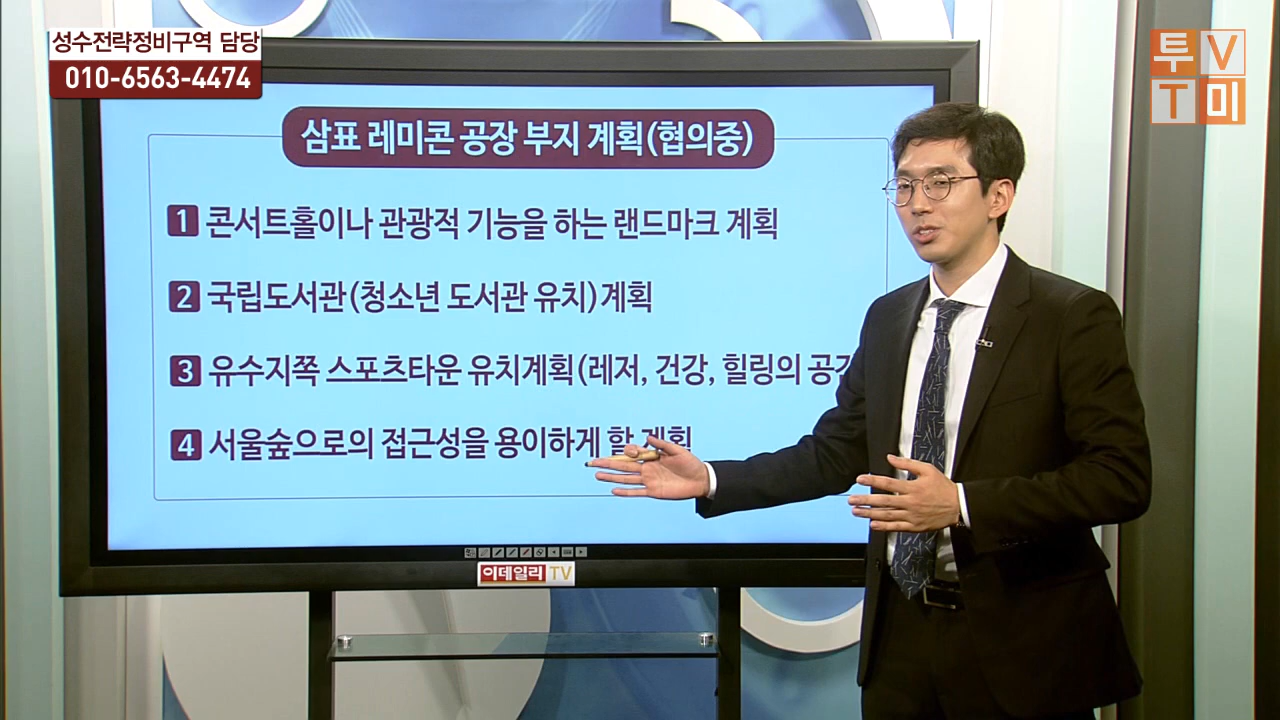 성수전략정비구역 담당
010-6563-4474
투V
T미
삼표 레미콘 공장 부지 계획(협의중)
1 콘서트홀이나 관광적 기능을 하는 랜드마크 계획
2 국립도서관(청소년 도서관 유치)계획
3 유수지쪽 스포츠타운 유치계획(레저, 건강, 힐링의
4 서울숲으로의 접근성을 용이하게 할 계획
이데일리 TV